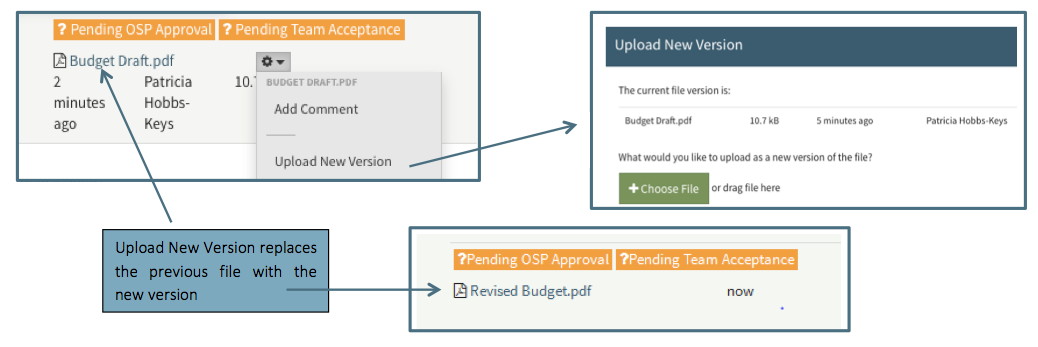 ? Pending OSP Approval ? Pending Team Acceptance
Budget Draft.pdf
2 minutes ago
Patricia Hobbs-Keys
10.7
BUDGET DRAFT.PDF
Add Comment
Upload New Version
Upload New Version
The current file version is:
Budget Draft.pdf 10.7 kB 5 minutes ago Patricia Hobbs-Keys
What would you like to upload as a new version of the file?
+ Choose File or drag file here
Upload New Version replaces
the previous file with the
new version
?Pending OSP Approval ?Pending Team Acceptance
Revised Budget.pdf now